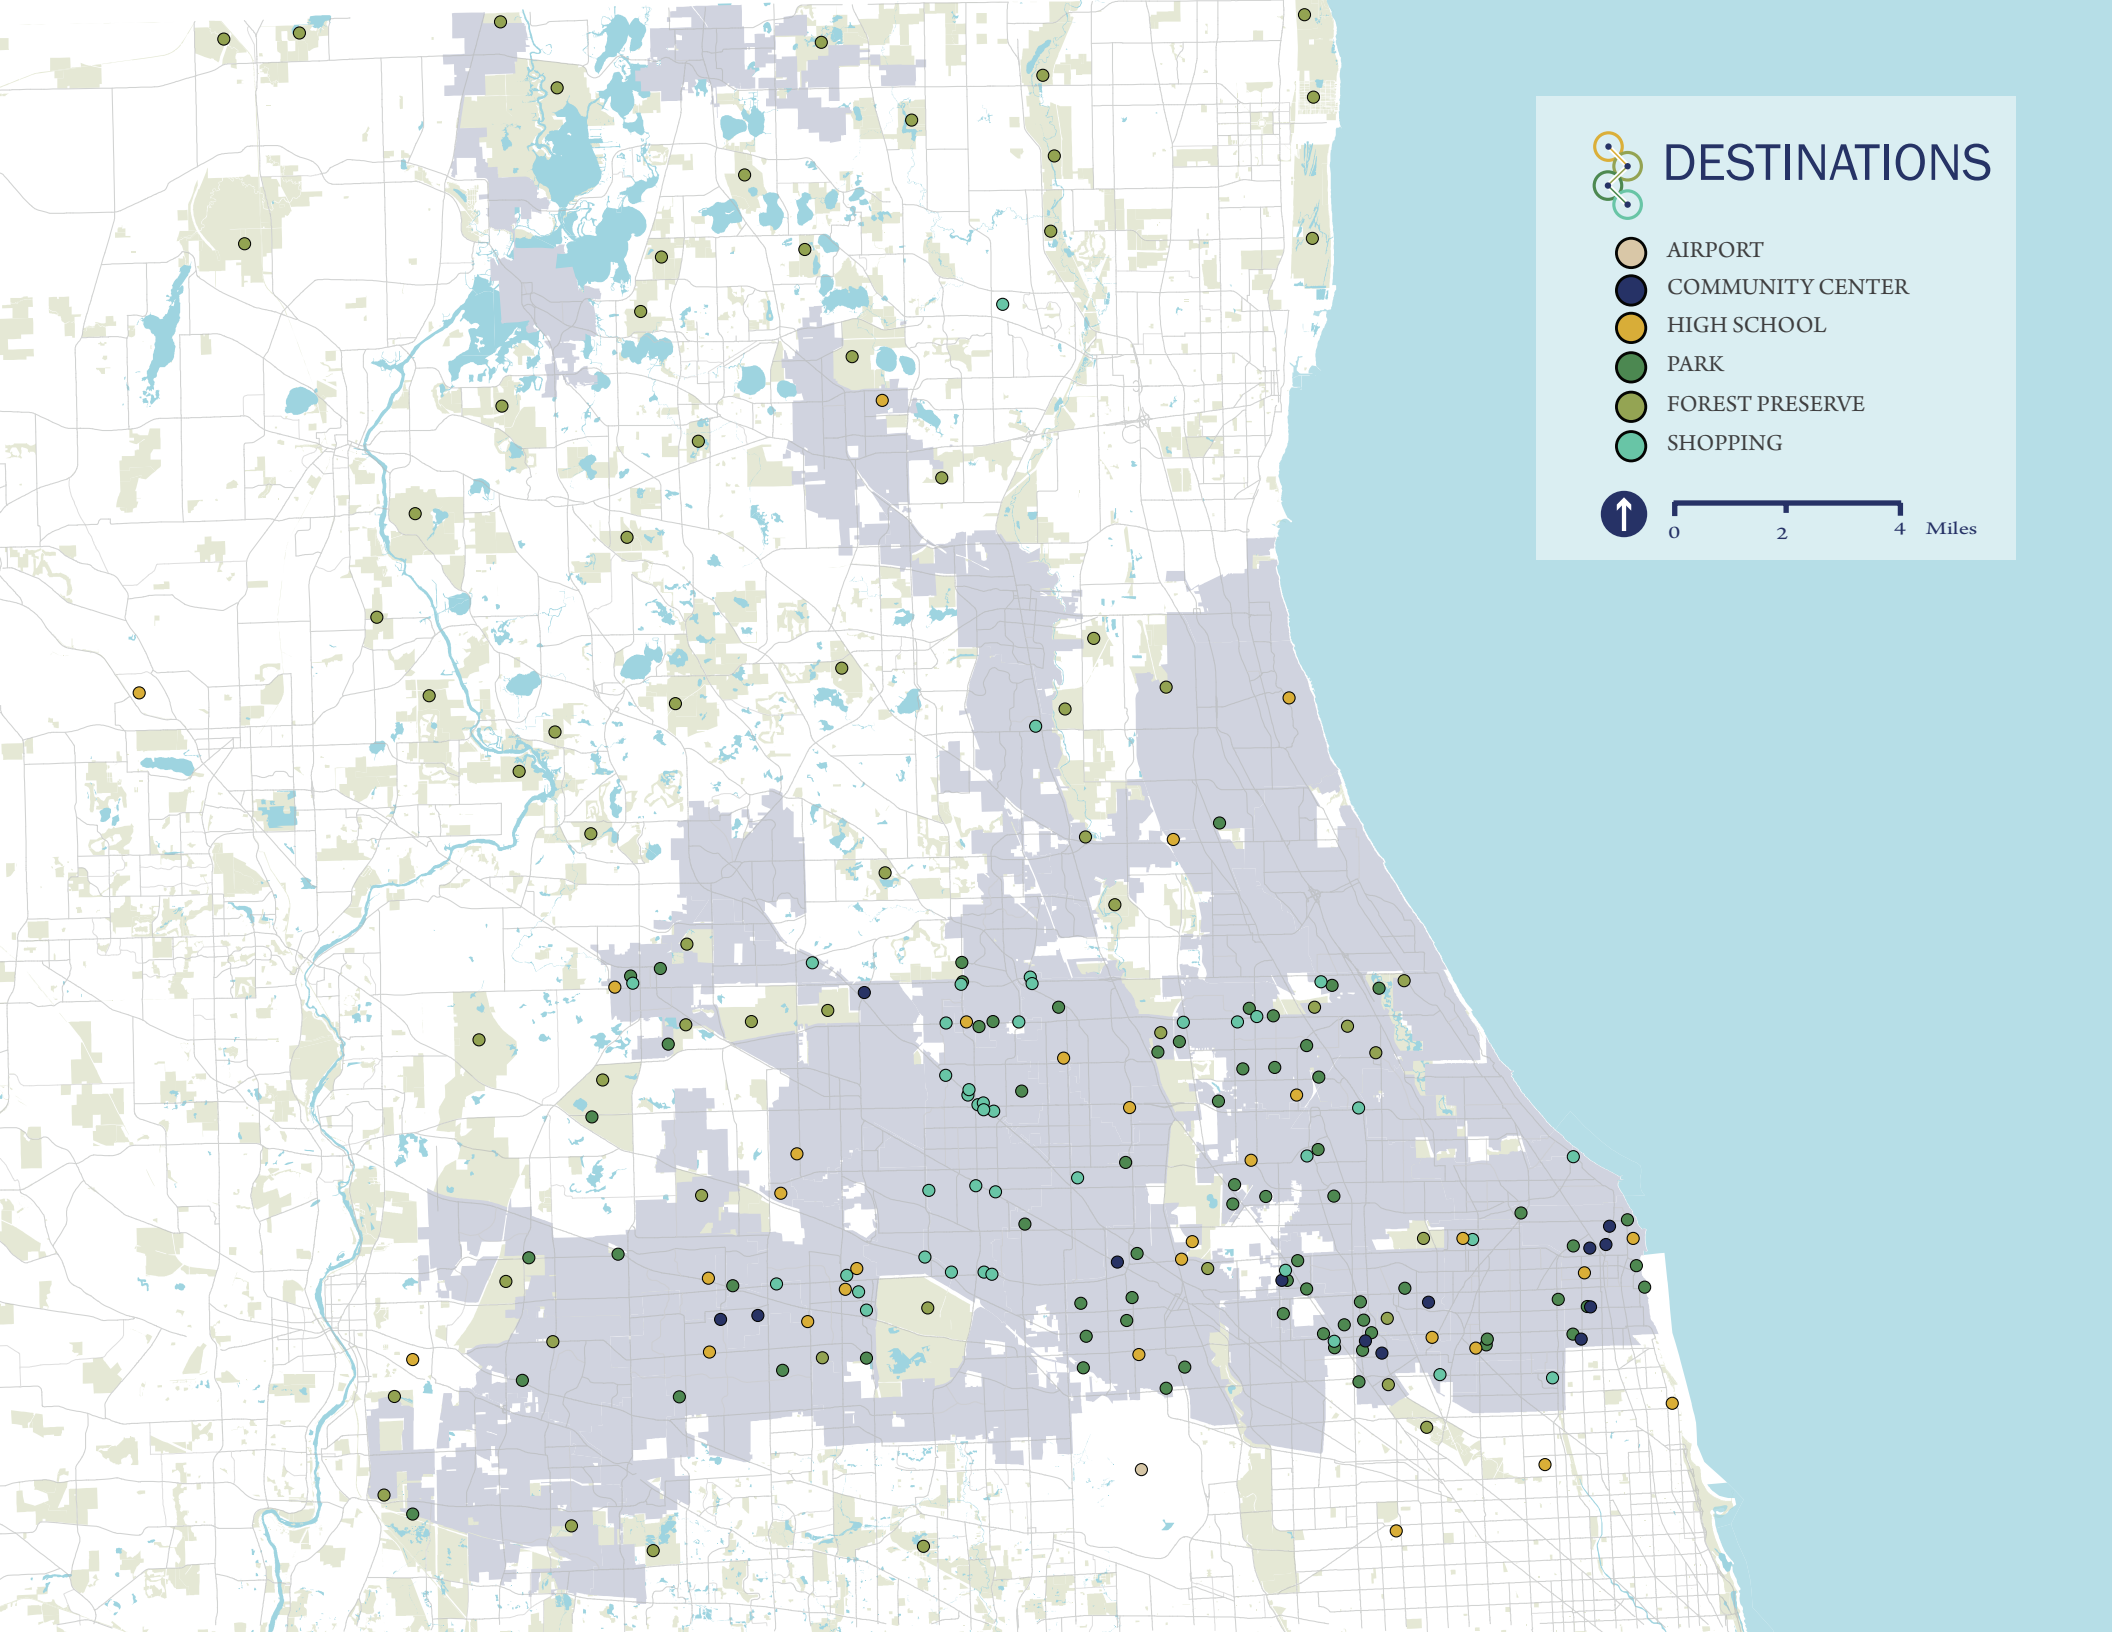 DESTINATIONS
AIRPORT
COMMUNITY CENTER
HIGH SCHOOL
PARK
FOREST PRESERVE
SHOPPING
0 2 4 Miles